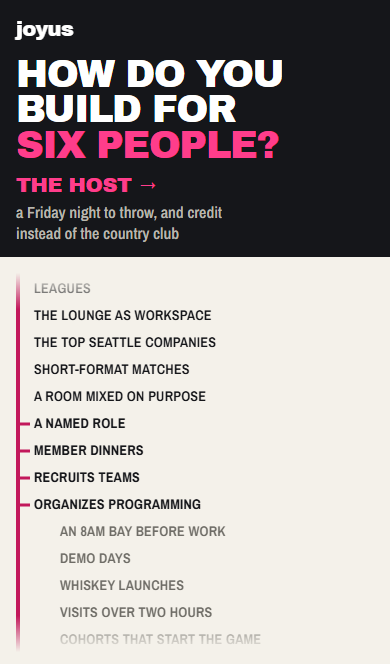 joyus
HOW DO YOU
BUILD FOR
SIX PEOPLE?
THE HOST →
a Friday night to throw, and credit
instead of the country club
LEAGUES
THE LOUNGE AS WORKSPACE
THE TOP SEATTLE COMPANIES
SHORT-FORMAT MATCHES
A ROOM MIXED ON PURPOSE
A NAMED ROLE
MEMBER DINNERS
RECRUITS TEAMS
ORGANIZES PROGRAMMING
AN 8AM BAY BEFORE WORK
DEMO DAYS
WHISKEY LAUNCHES
VISITS OVER TWO HOURS
COHORTS THAT START THE GAME